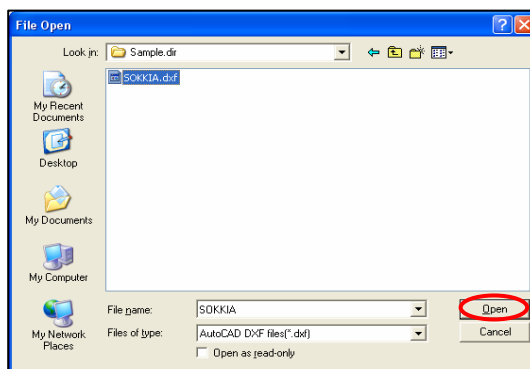 File Open
Look in: Sample.dir
SOKKIA.dxf
My Recent
Documents
Desktop
My Documents
My Computer
My Network
Places
File name: SOKKIA Open
Files of type: AutoCAD DXF files(*.dxf) Cancel
Open as read-only